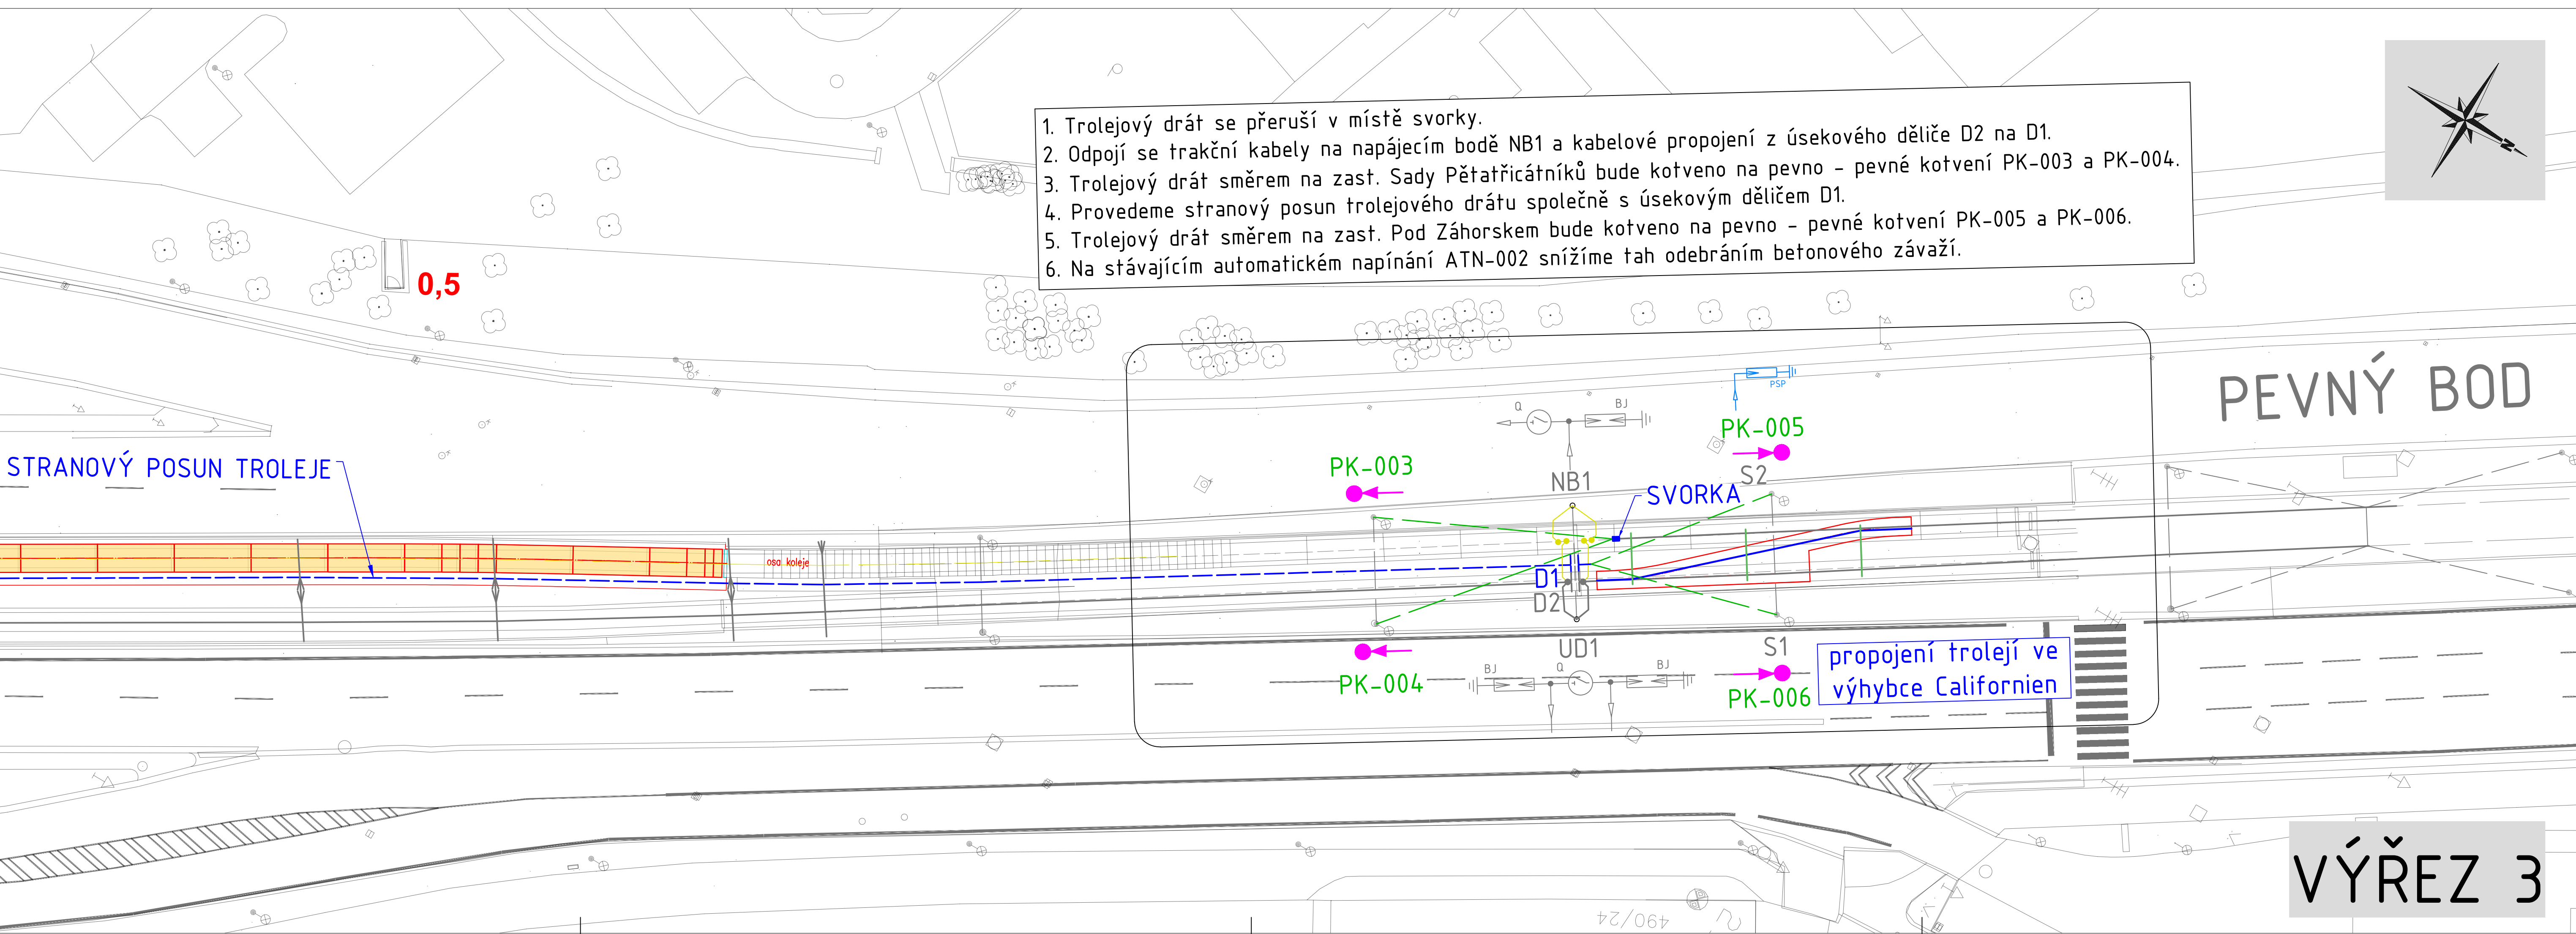 1. Trolejový drát se přeruší v místě svorky.
2. Odpojí se trakční kabely na napájecím bodě NB1 a kabelové propojení z úsekového děliče D2 na D1.
3. Trolejový drát směrem na zast. Sady Pětatřicátníků bude kotveno na pevno - pevné kotvení PK-003 a PK-004.
4. Provedeme stranový posun trolejového drátu společně s úsekovým děličem D1.
5. Trolejový drát směrem na zast. Pod Záhorskem bude kotveno na pevno - pevné kotvení PK-005 a PK-006.
6. Na stávajícím automatickém napínání ATN-002 snížíme tah odebráním betonového závaží.
N
0,5
PEVNÝ BOD
PSP
Q
BJ
PK-005
PK-003
STRANOVÝ POSUN TROLEJE
NB1
S2
SVORKA
osa koleje
D1
D2
UD1
S1
propojení trolejí ve
výhybce Californien
BJ
Q
BJ
PK-004
PK-006
VÝŘEZ 3
490/24